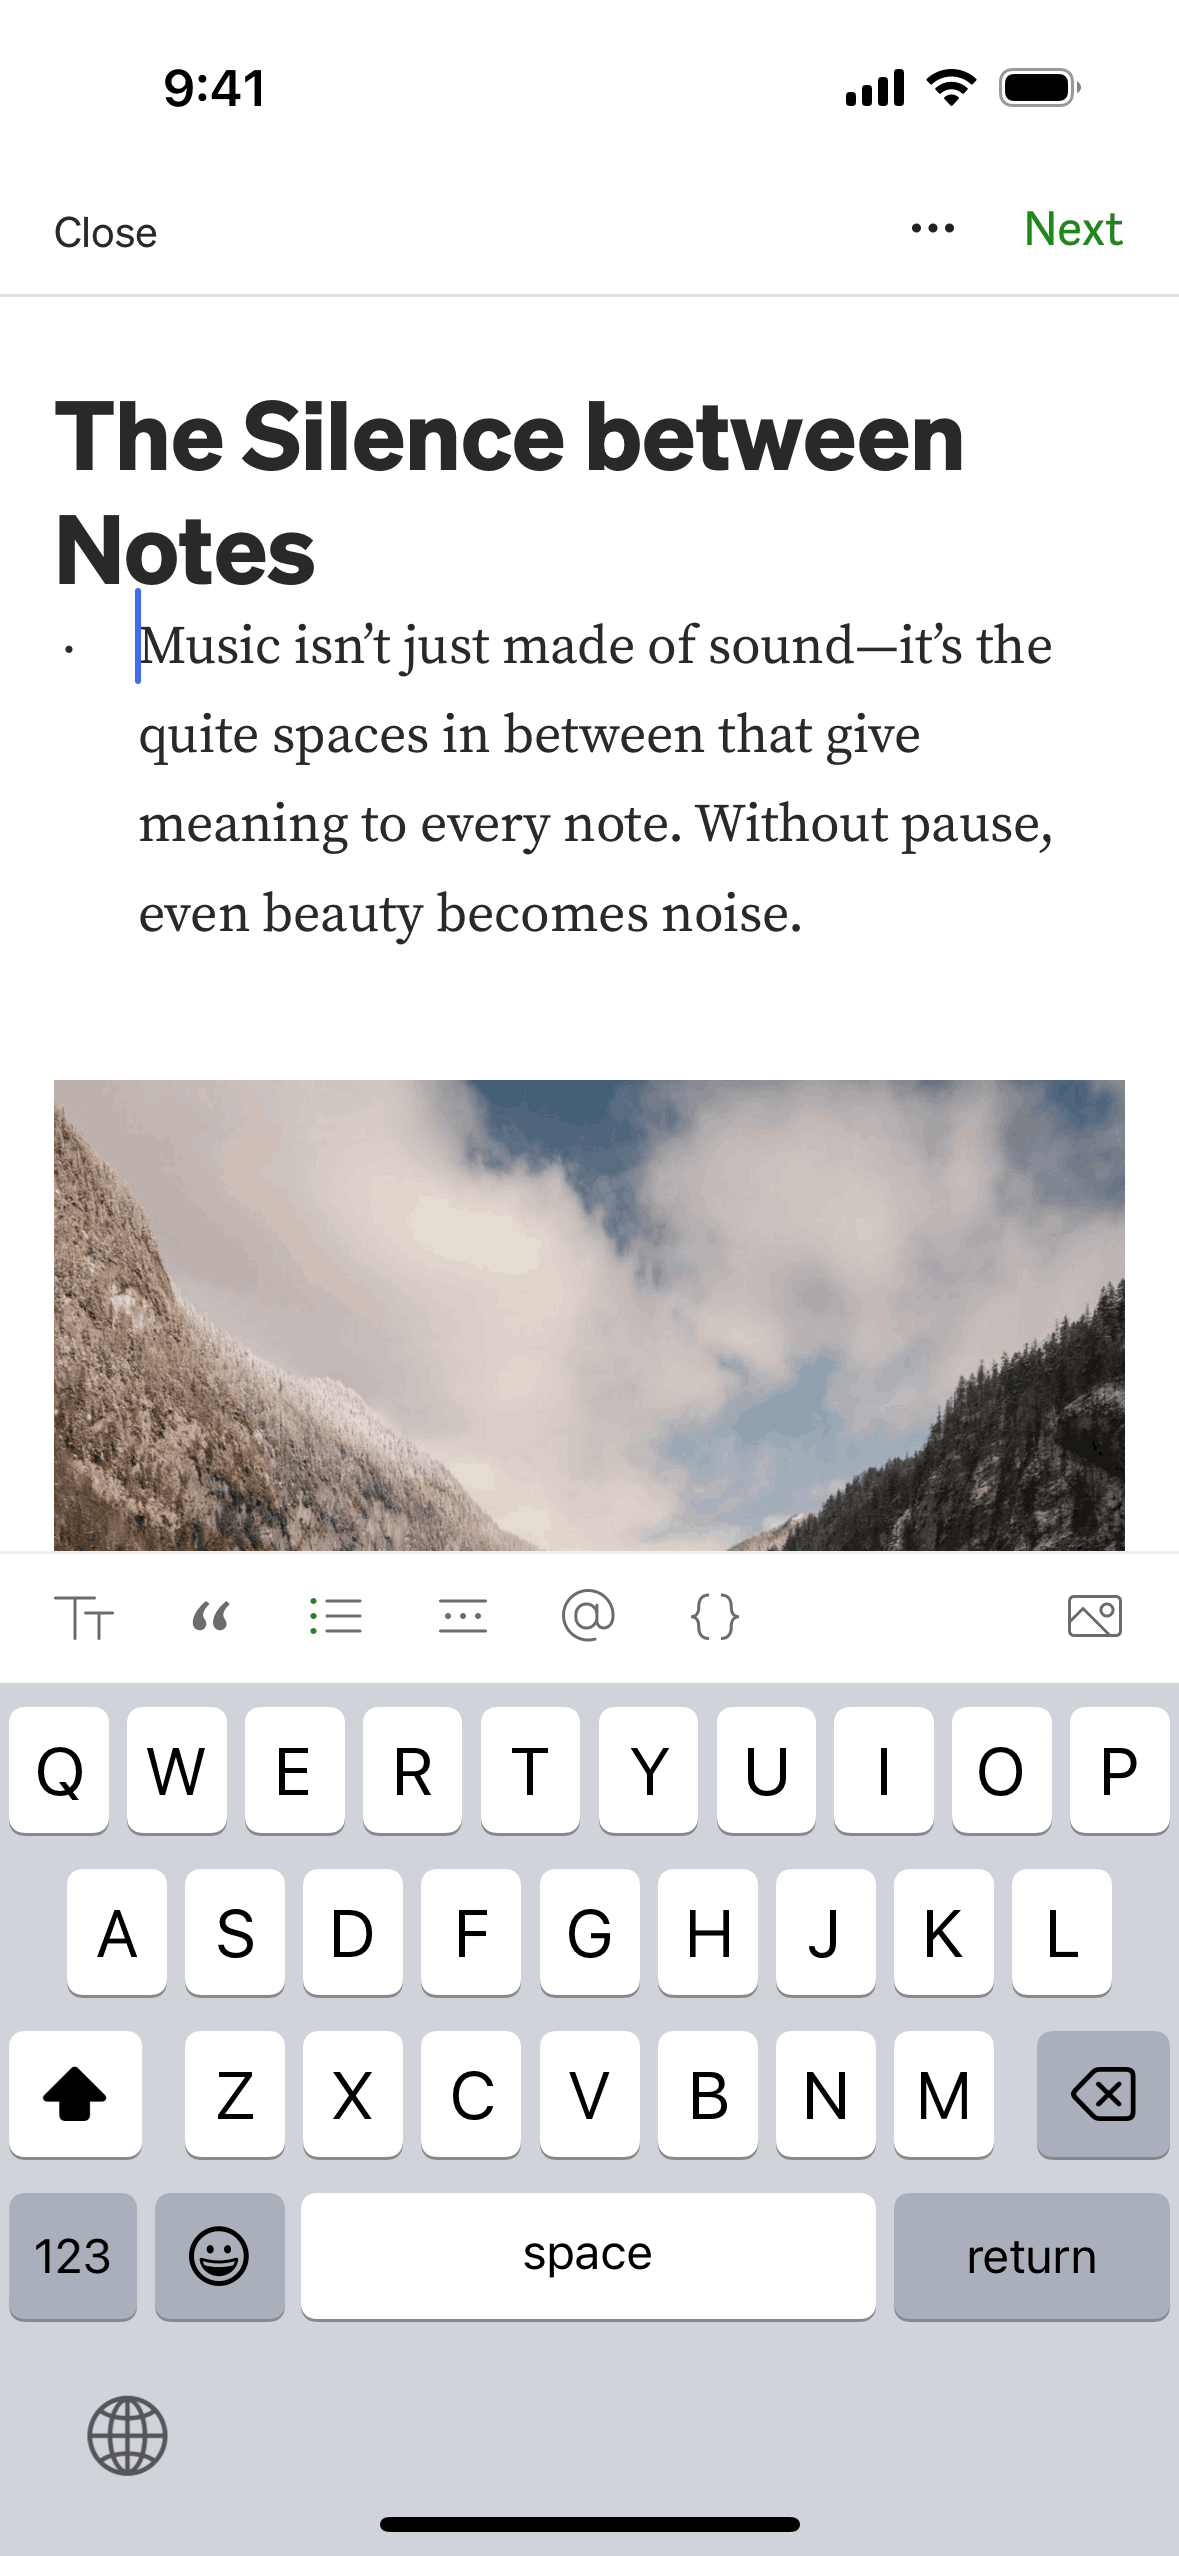 9:41
Close ••• Next
The Silence between
Notes
· Music isn’t just made of sound—it’s the
quite spaces in between that give
meaning to every note. Without pause,
even beauty becomes noise.
TT “ @ {}
Q W E R T Y U I O P
A S D F G H J K L
Z X C V B N M
123 space return